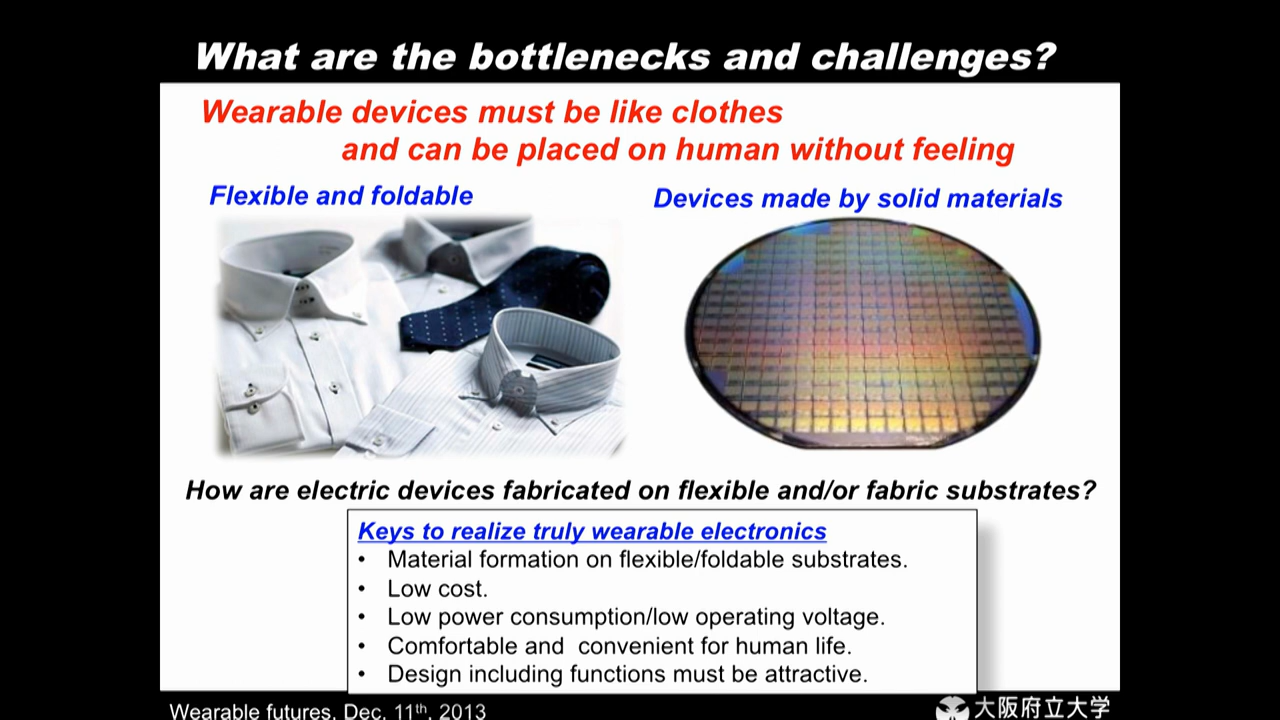 What are the bottlenecks and challenges?
Wearable devices must be like clothes
and can be placed on human without feeling
Flexible and foldable
Devices made by solid materials
How are electric devices fabricated on flexible and/or fabric substrates?
Keys to realize truly wearable electronics
• Material formation on flexible/foldable substrates.
• Low cost.
• Low power consumption/low operating voltage.
• Comfortable and  convenient for human life.
• Design including functions must be attractive.
Wearable futures, Dec. 11th, 2013
大阪府立大学